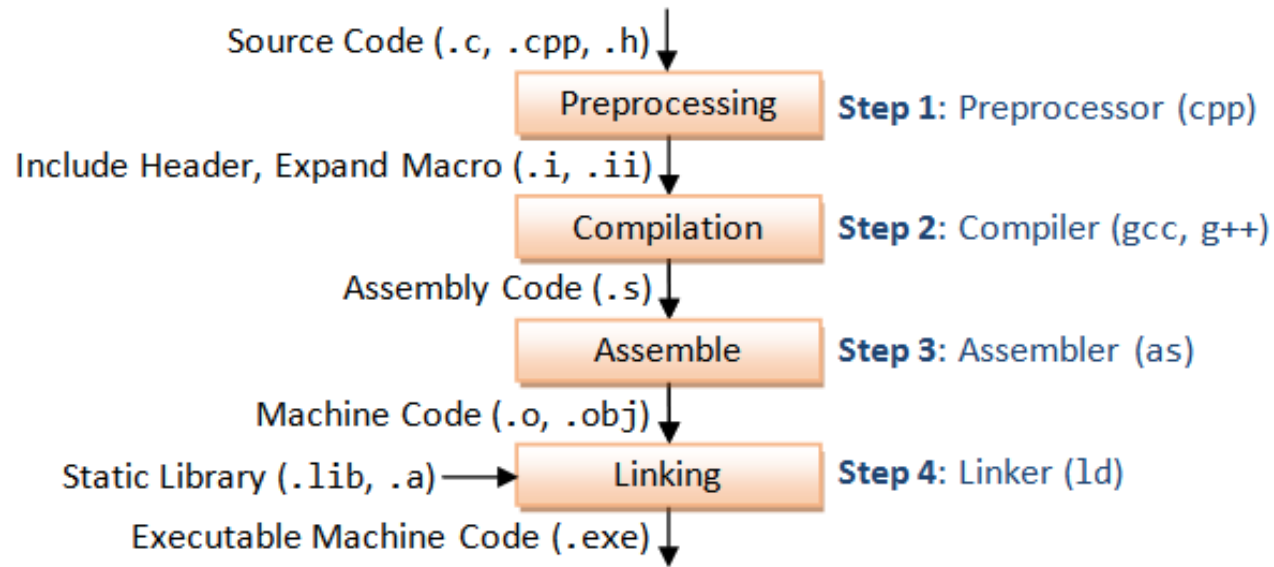 Source Code (.c, .cpp, .h)
Preprocessing
Step 1: Preprocessor (cpp)
Include Header, Expand Macro (.i, .ii)
Compilation
Step 2: Compiler (gcc, g++)
Assembly Code (.s)
Assemble
Step 3: Assembler (as)
Machine Code (.o, .obj)
Static Library (.lib, .a)
Linking
Step 4: Linker (ld)
Executable Machine Code (.exe)